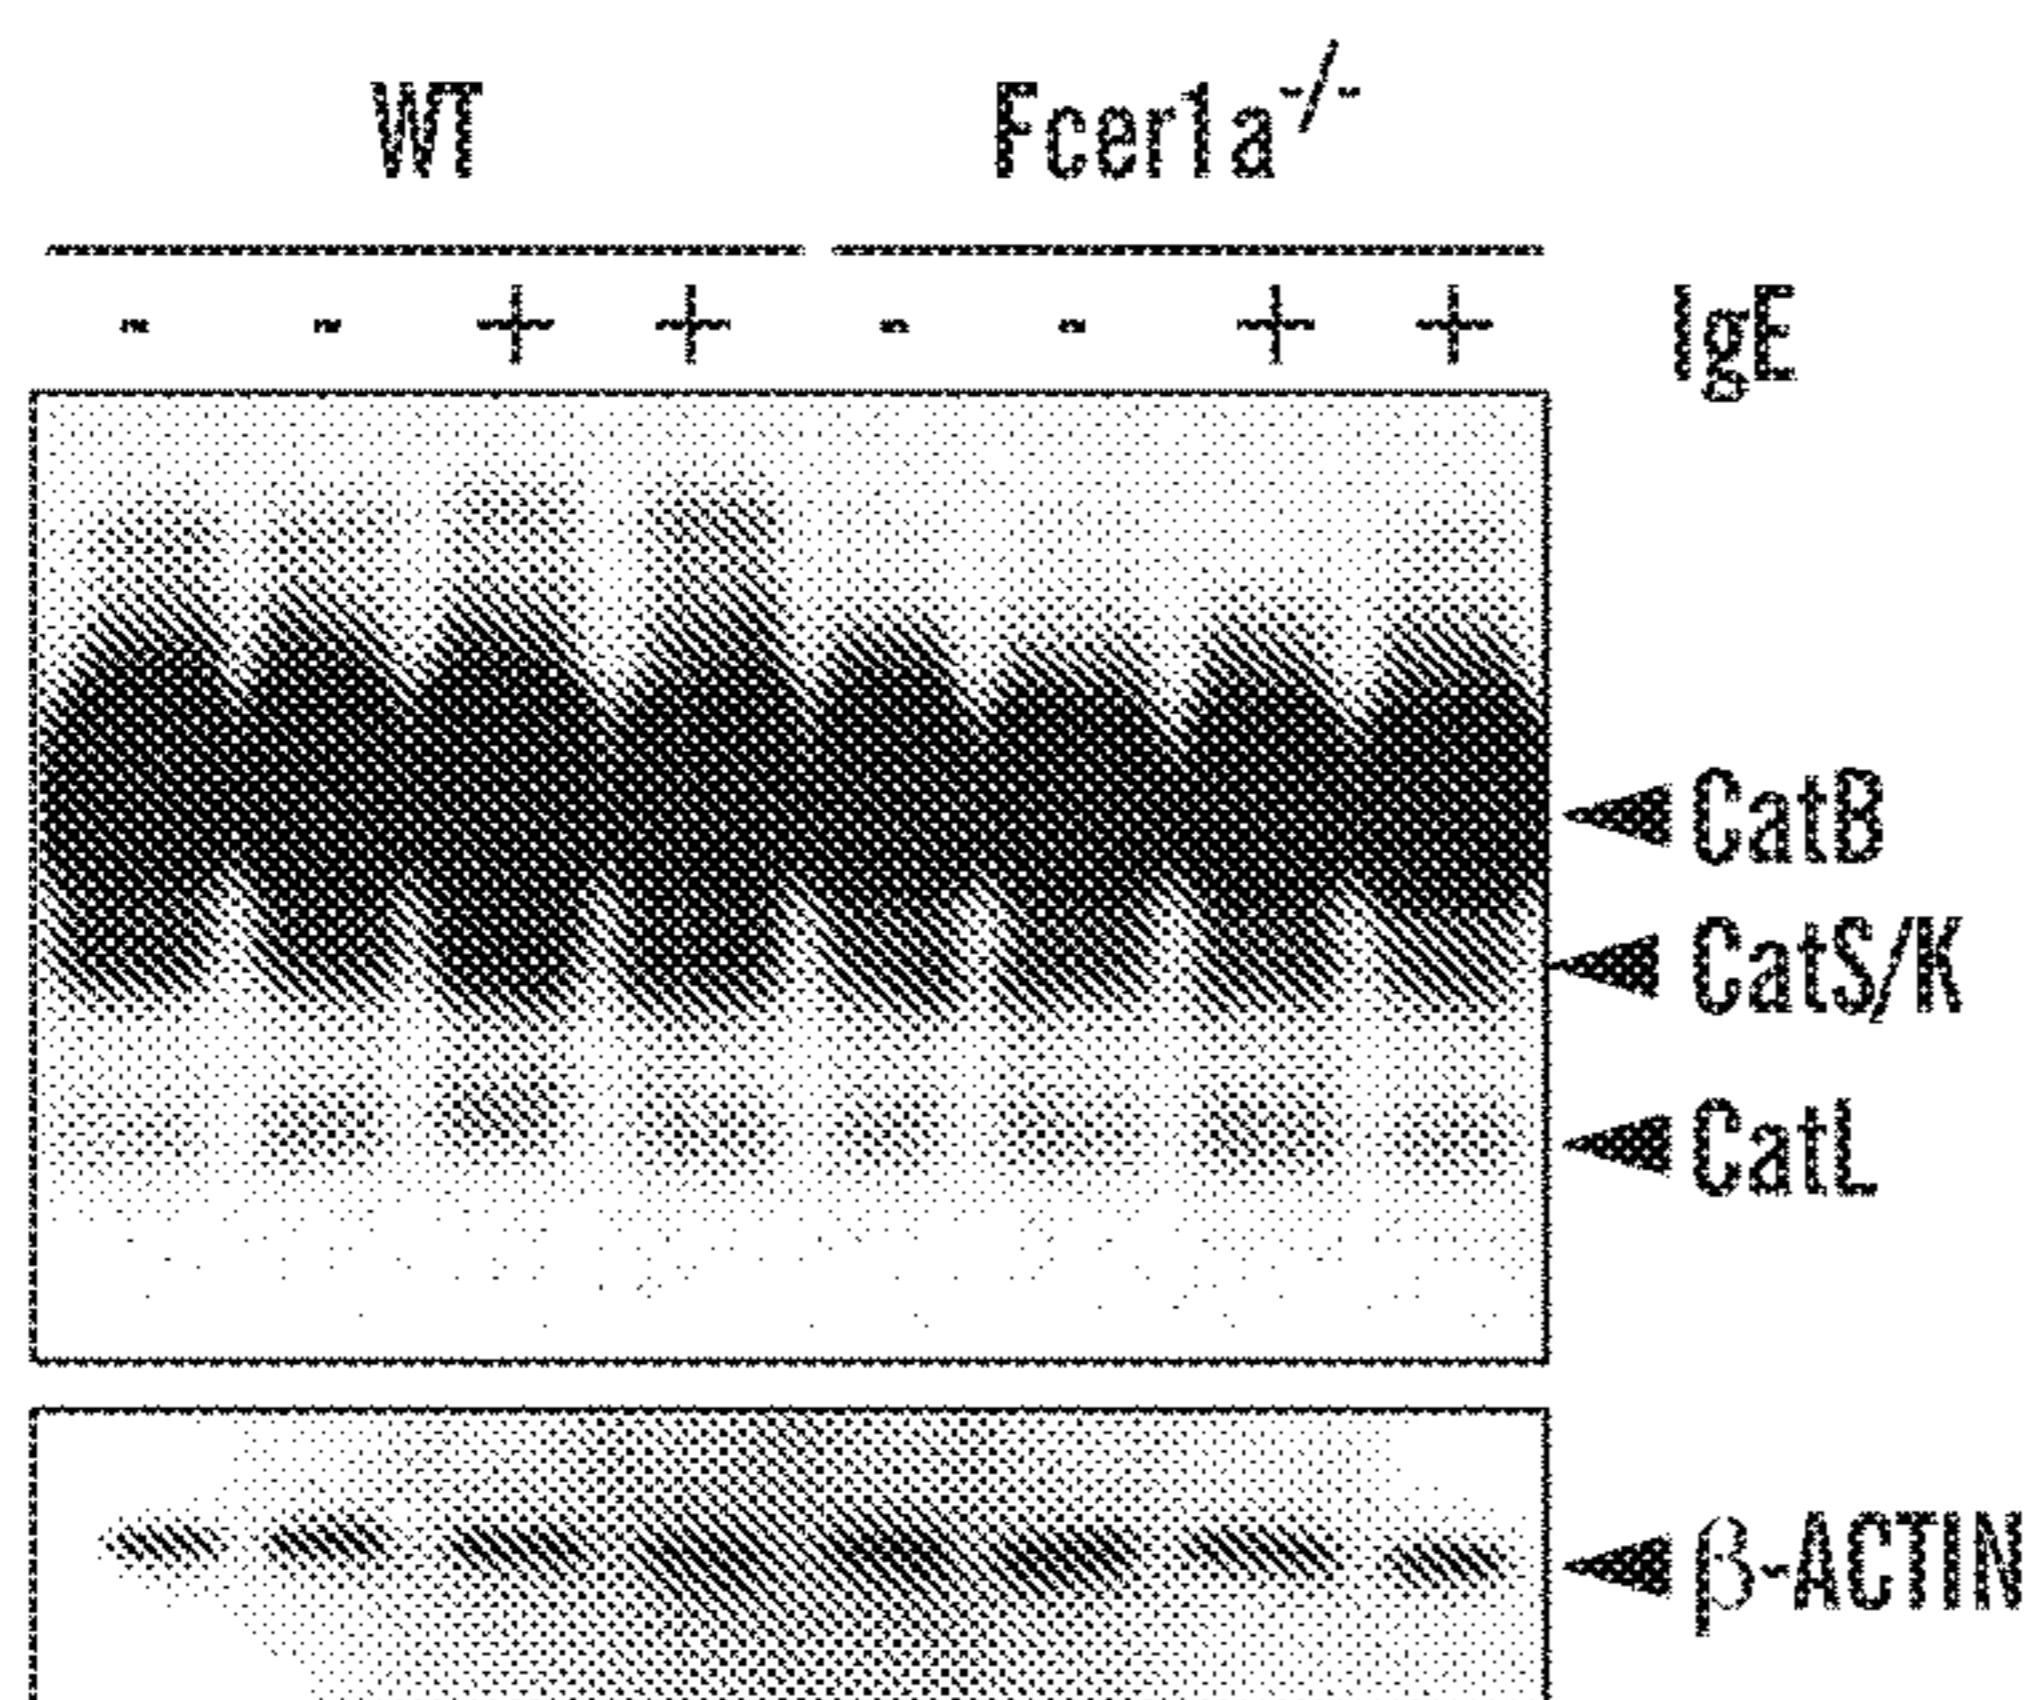 WT Fcer1a-/-
- - + + - - + + IgE
CatB
CatS/K
CatL
β-ACTIN